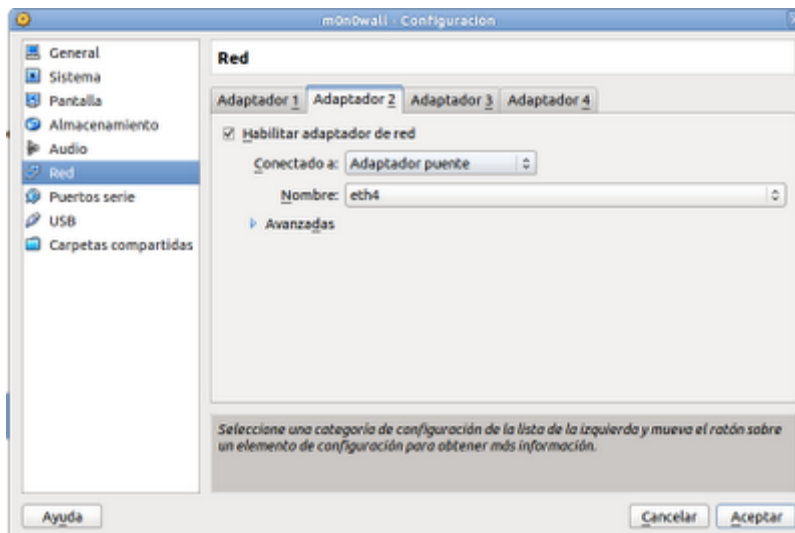 m0n0wall - Configuración
General
Sistema
Pantalla
Almacenamiento
Audio
Red
Puertos serie
USB
Carpetas compartidas
Red
Adaptador 1 Adaptador 2 Adaptador 3 Adaptador 4
Habilitar adaptador de red
Conectado a: Adaptador puente
Nombre: eth4
Avanzadas
Seleccione una categoría de configuración de la lista de la izquierda y mueva el ratón sobre
un elemento de configuración para obtener más información.
Ayuda
Cancelar Aceptar